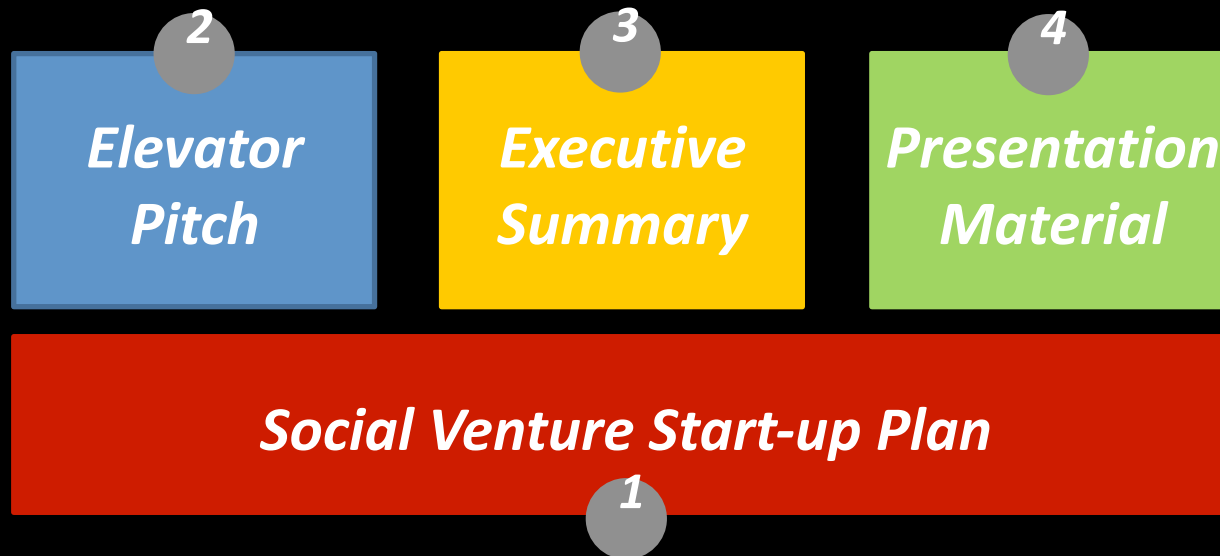 2
3
4
Elevator
Pitch
Executive
Summary
Presentation
Material
Social Venture Start-up Plan
1